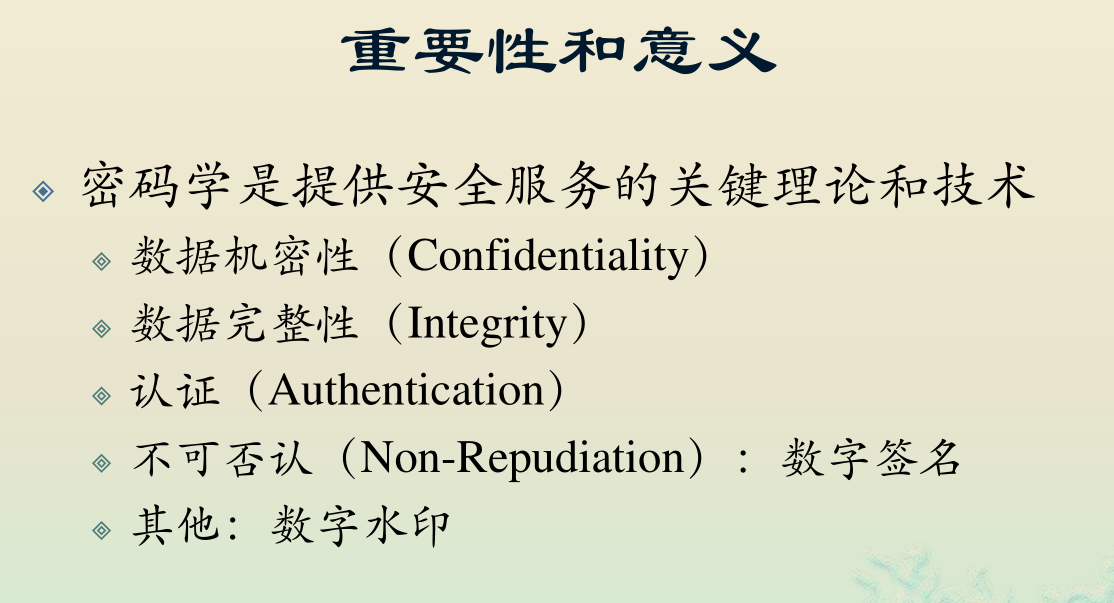 重要性和意义
密码学是提供安全服务的关键理论和技术
数据机密性（Confidentiality）
数据完整性（Integrity）
认证（Authentication）
不可否认（Non-Repudiation）：数字签名
其他：数字水印